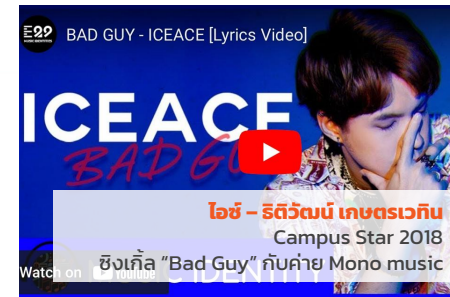 BAD GUY - ICEACE [Lyrics Video]
ICEACE
BAD GU
ไอซ์ – ธิติวัฒน์ เกษตรเวทิน
Campus Star 2018
ซิงเกิ้ล “Bad Guy” กับค่าย Mono music
Watch on YouTube
C IDENTITY